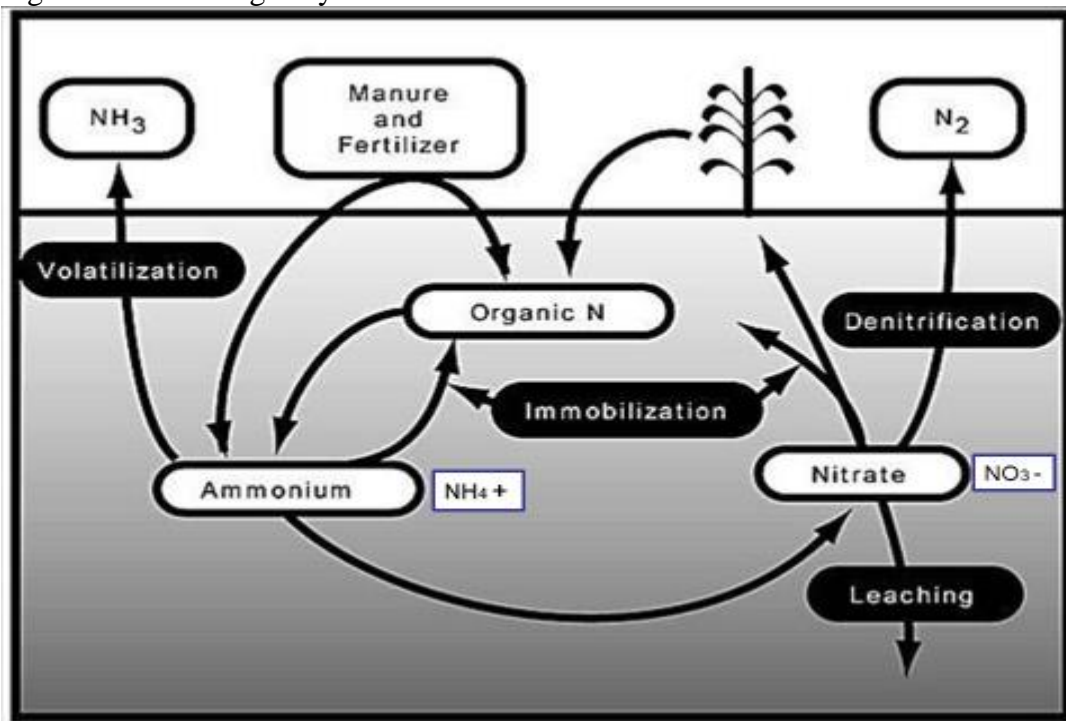 NH3
Manure
and
Fertilizer
N2
Volatilization
Organic N
Denitrification
Immobilization
Ammonium
NH4 +
Nitrate
NO3 -
Leaching